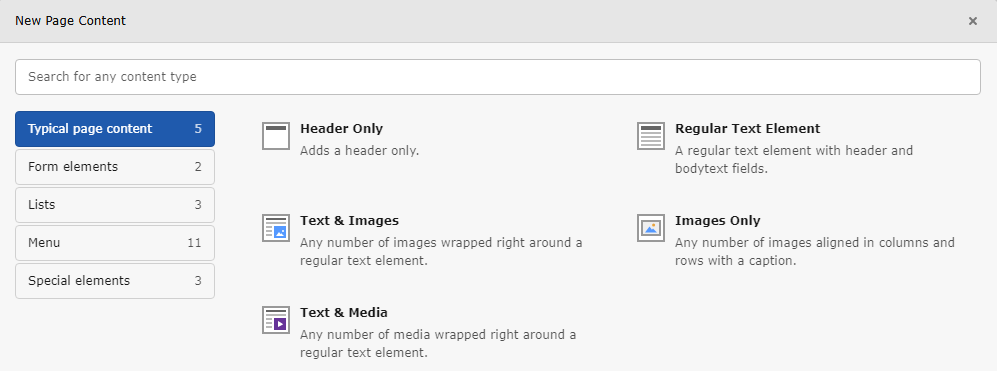 New Page Content
×
Search for any content type
Typical page content 5
Form elements 2
Lists 3
Menu 11
Special elements 3
Header Only
Adds a header only.
Regular Text Element
A regular text element with header and
bodytext fields.
Text & Images
Any number of images wrapped right around a
regular text element.
Images Only
Any number of images aligned in columns and
rows with a caption.
Text & Media
Any number of media wrapped right around a
regular text element.